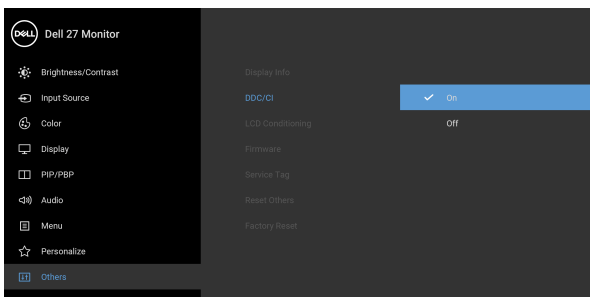 DELL Dell 27 Monitor
Brightness/Contrast
Input Source
Color
Display
PIP/PBP
Audio
Menu
Personalize
Others
Display Info
DDC/CI
LCD Conditioning
Firmware
Service Tag
Reset Others
Factory Reset
On
Off